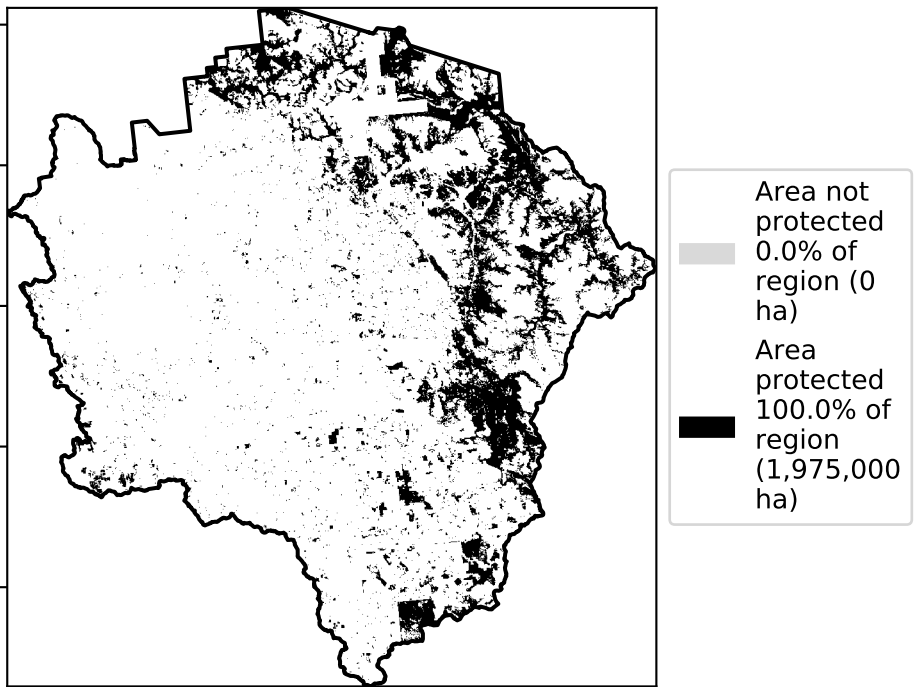 Area not
protected
0.0% of
region (0
ha)
Area
protected
100.0% of
region
(1,975,000
ha)